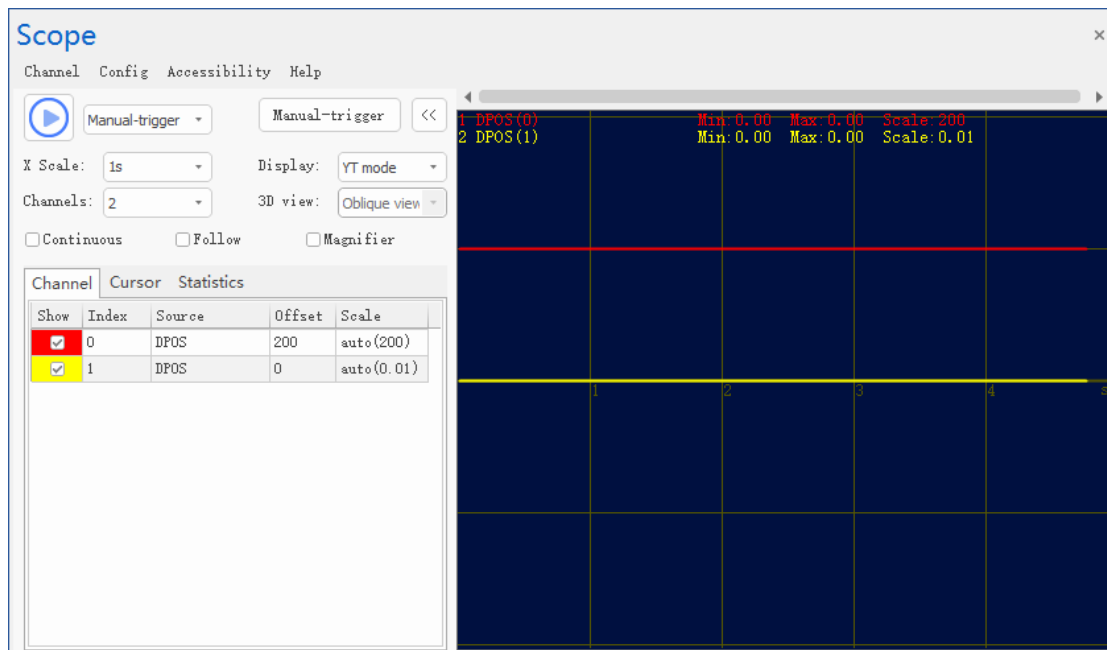 Scope
Channel Config Accessibility Help
Manual-trigger Manual-trigger <<
X Scale: 1s Display: YT mode
Channels: 2 3D view: Oblique view
Continuous Follow Magnifier
Channel Cursor Statistics
Show Index Source Offset Scale
0 DPOS 200 auto(200)
1 DPOS 0 auto(0.01)
1 DPOS(0) Min:0.00 Max:0.00 Scale:200
2 DPOS(1) Min:0.00 Max:0.00 Scale:0.01
1 2 3 4 s